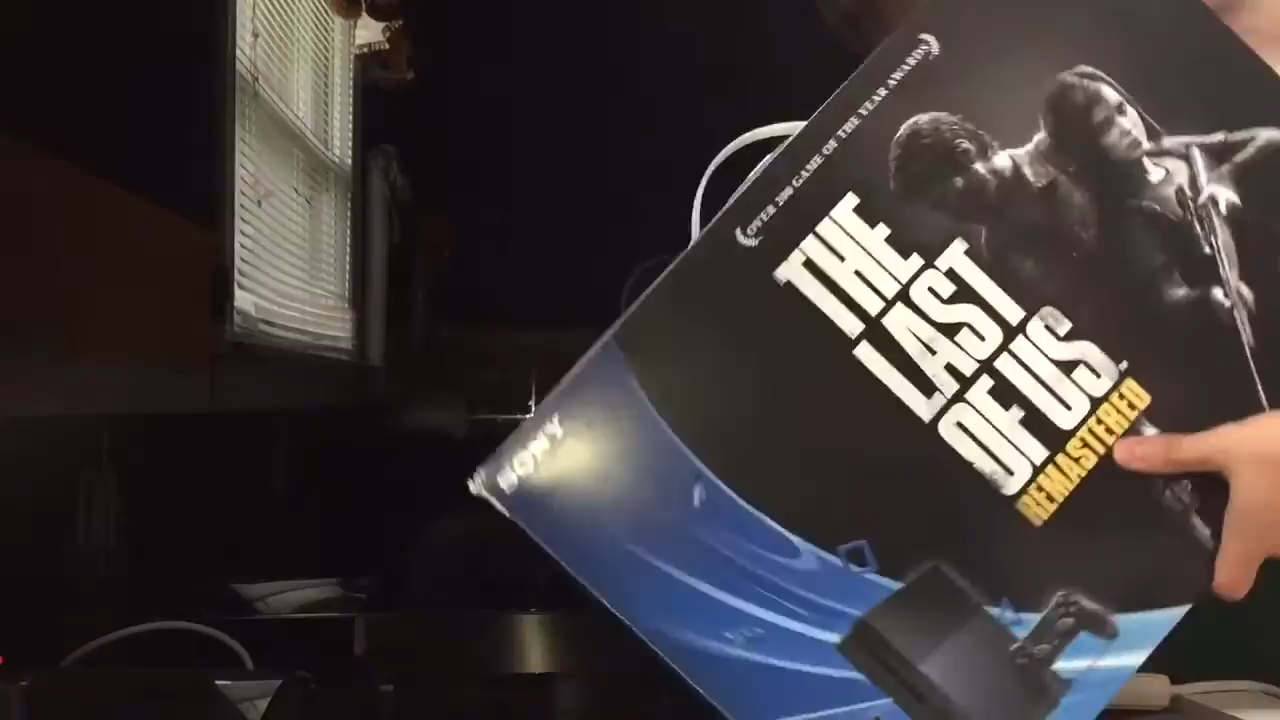 OVER 200 GAME OF THE YEAR AWARDS
THE
LAST
OF US
REMASTERED
SONY